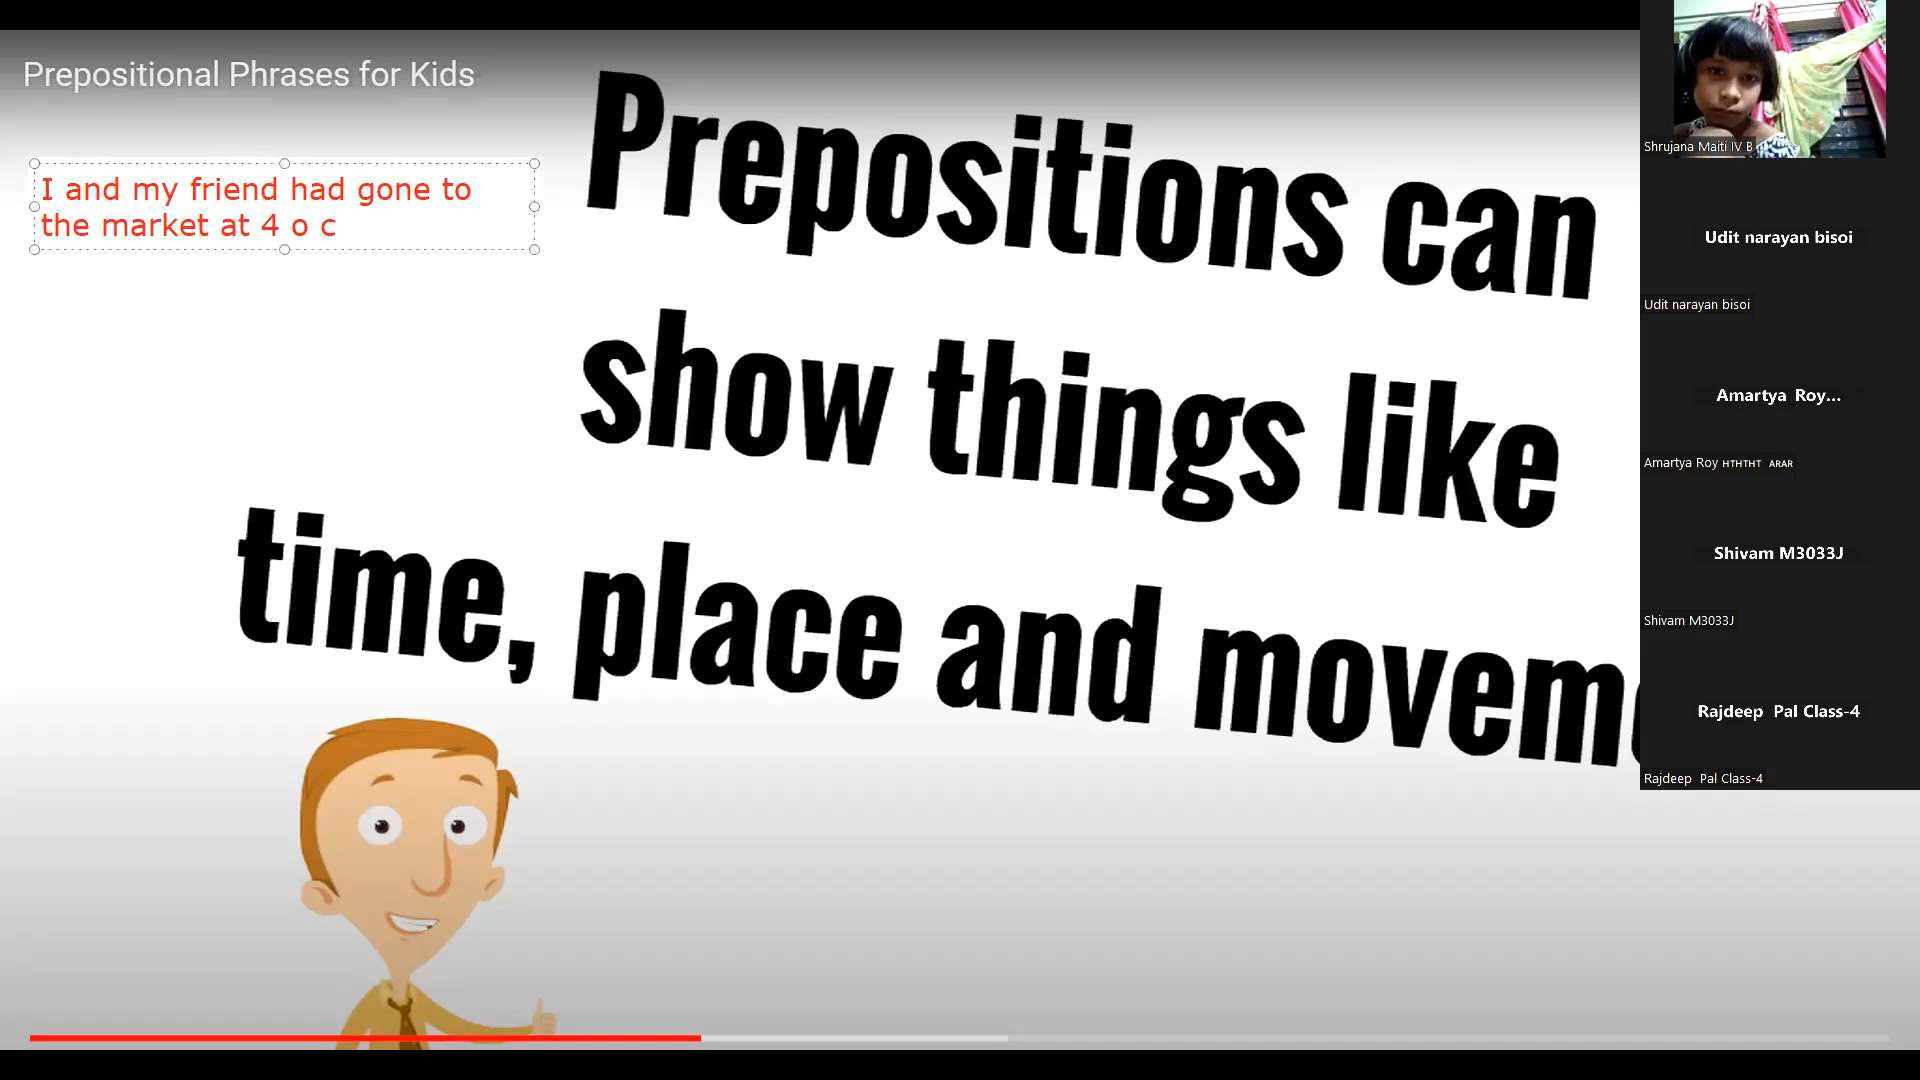 Prepositional Phrases for Kids
I and my friend had gone to
the market at 4 o c
Prepositions can
show things like
time, place and movem
Shrujana Maiti IV B
Udit narayan bisoi
Udit narayan bisoi
Amartya Roy...
Amartya Roy ʜᴛʜᴛʜᴛ ᴀʀᴀʀ
Shivam M3033J
Shivam M3033J
Rajdeep Pal Class-4
Rajdeep Pal Class-4